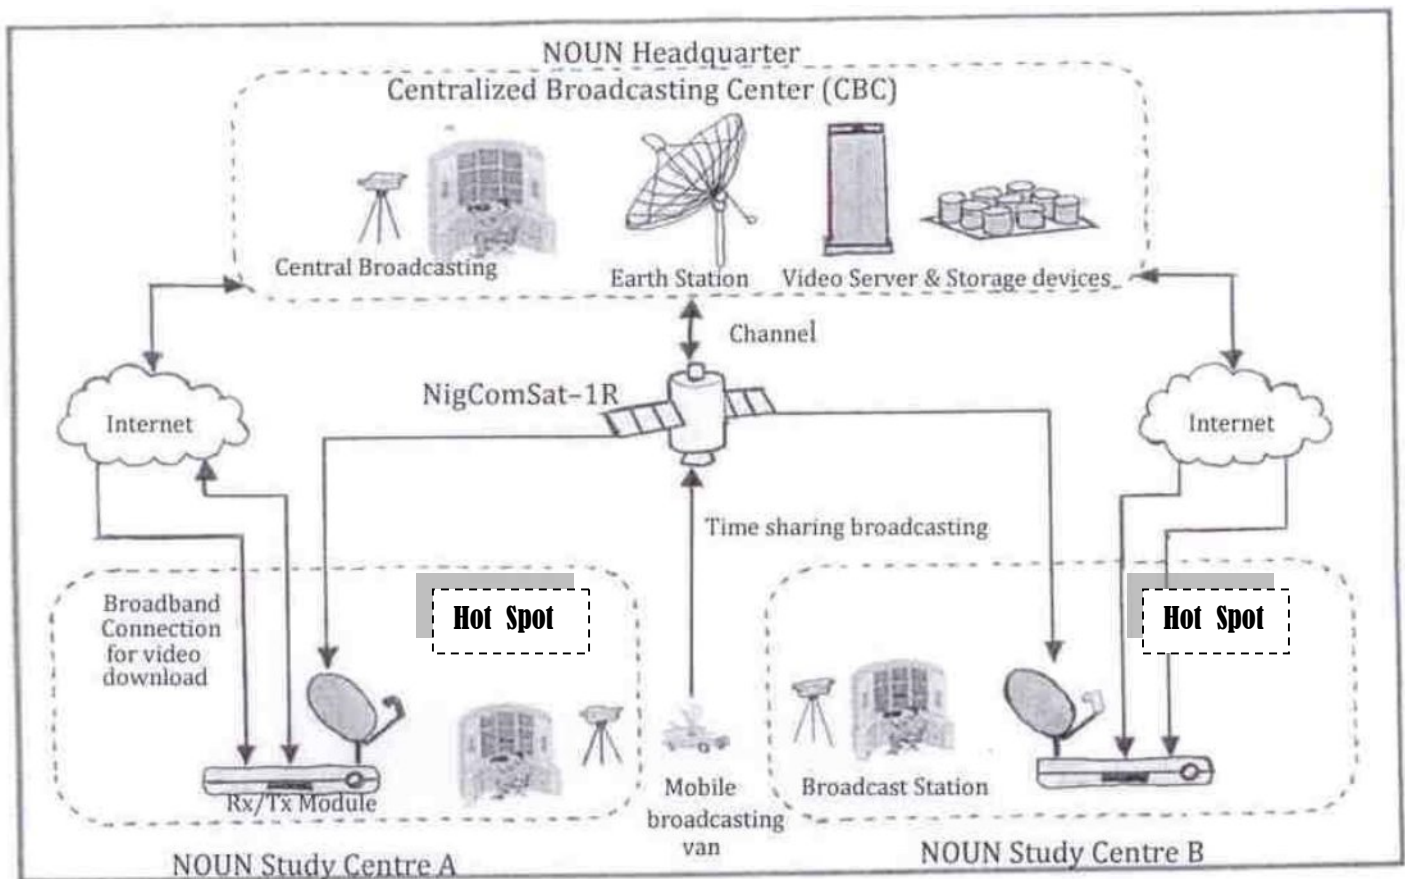 NOUN Headquarter
Centralized Broadcasting Center (CBC)
Central Broadcasting
Earth Station
Video Server & Storage devices
Channel
NigComSat-1R
Internet
Internet
Time sharing broadcasting
Broadband
Connection
for video
download
Hot Spot
Hot Spot
Rx/Tx Module
Mobile
broadcasting
van
Broadcast Station
NOUN Study Centre A
NOUN Study Centre B